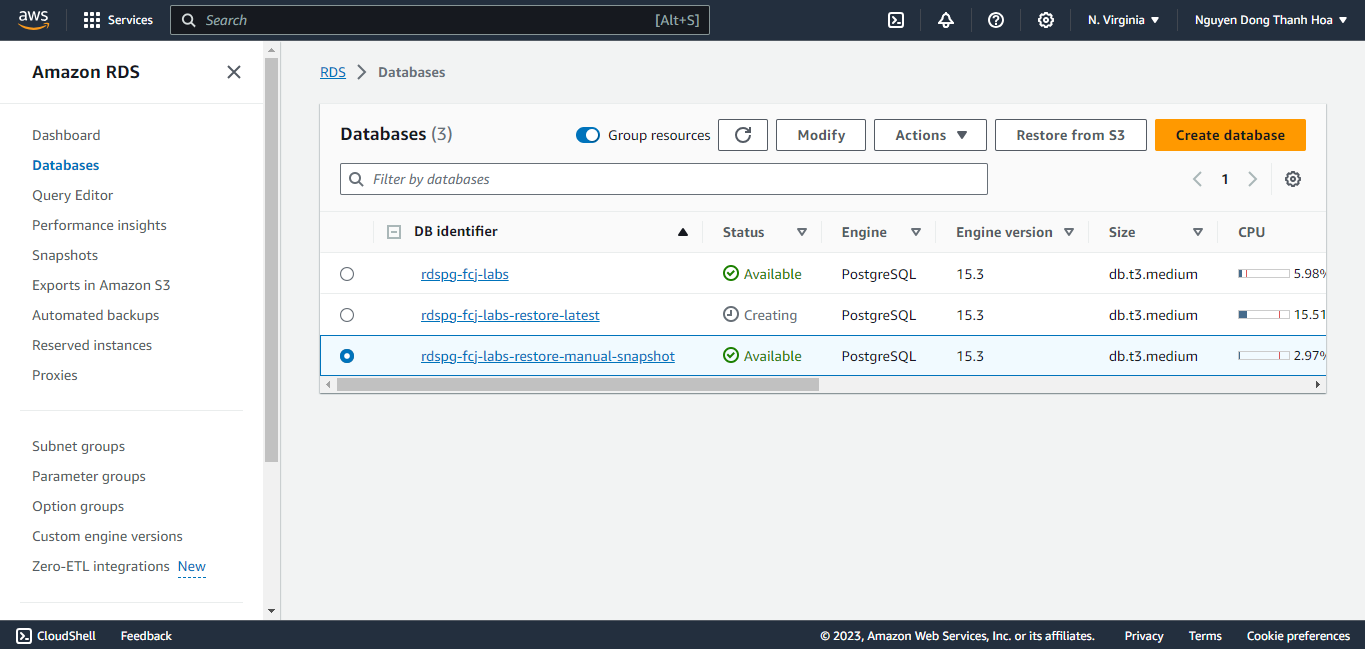 aws Services Search [Alt+S] N. Virginia Nguyen Dong Thanh Hoa
Amazon RDS
Dashboard
Databases
Query Editor
Performance insights
Snapshots
Exports in Amazon S3
Automated backups
Reserved instances
Proxies
Subnet groups
Parameter groups
Option groups
Custom engine versions
Zero-ETL integrations New
RDS Databases
Databases (3) Group resources Modify Actions Restore from S3 Create database
Filter by databases 1
DB identifier Status Engine Engine version Size CPU
rdspg-fcj-labs Available PostgreSQL 15.3 db.t3.medium 5.98%
rdspg-fcj-labs-restore-latest Creating PostgreSQL 15.3 db.t3.medium 15.51
rdspg-fcj-labs-restore-manual-snapshot Available PostgreSQL 15.3 db.t3.medium 2.97%
CloudShell Feedback © 2023, Amazon Web Services, Inc. or its affiliates. Privacy Terms Cookie preferences